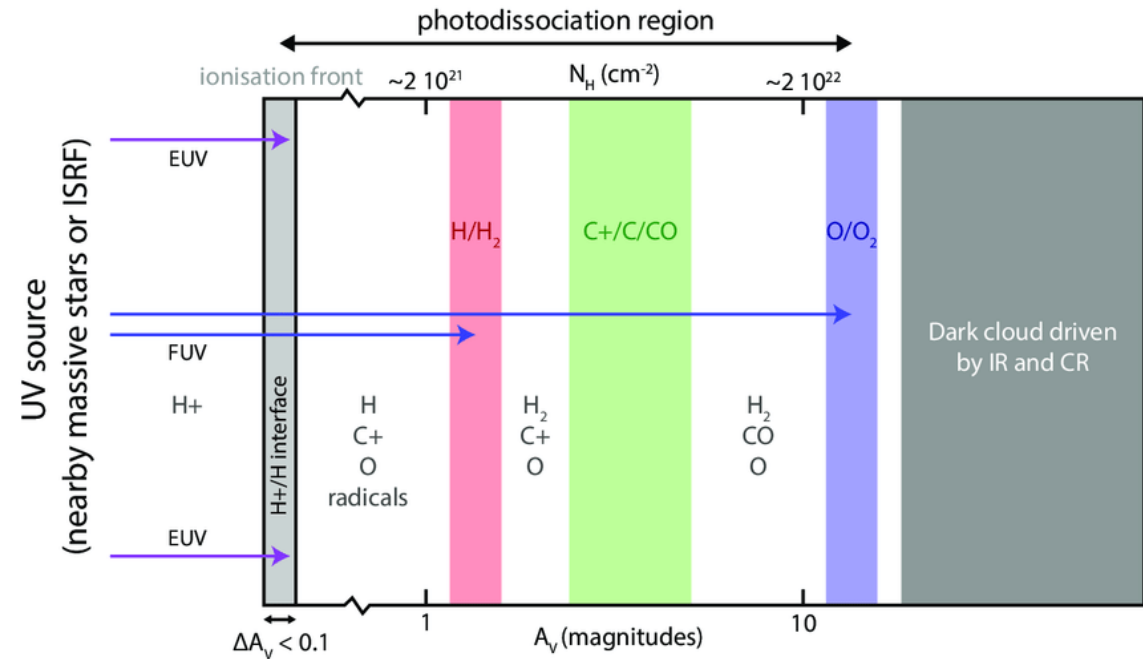 photodissociation region
ionisation front
~2 10²¹
N_H (cm⁻²)
~2 10²²
UV source
(nearby massive stars or ISRF)
EUV
H/H₂
C+/C/CO
O/O₂
FUV
Dark cloud driven
by IR and CR
H+
H+/H interface
H
C+
O
radicals
H₂
C+
O
H₂
CO
O
EUV
1
10
ΔA_V < 0.1
A_V (magnitudes)